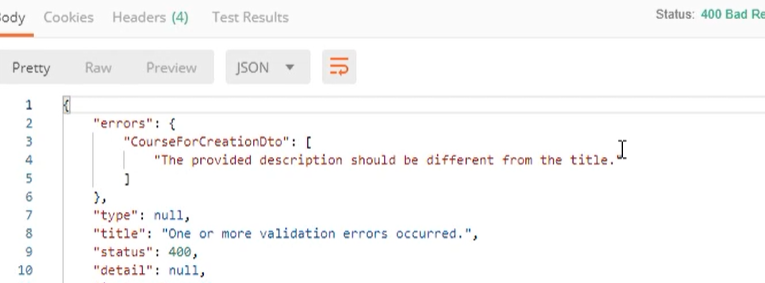 Body Cookies Headers (4) Test Results Status: 400 Bad Re
Pretty Raw Preview JSON
1 {
2 "errors": {
3 "CourseForCreationDto": [
4 "The provided description should be different from the title.
5 ]
6 },
7 "type": null,
8 "title": "One or more validation errors occurred.",
9 "status": 400,
10 "detail": null,